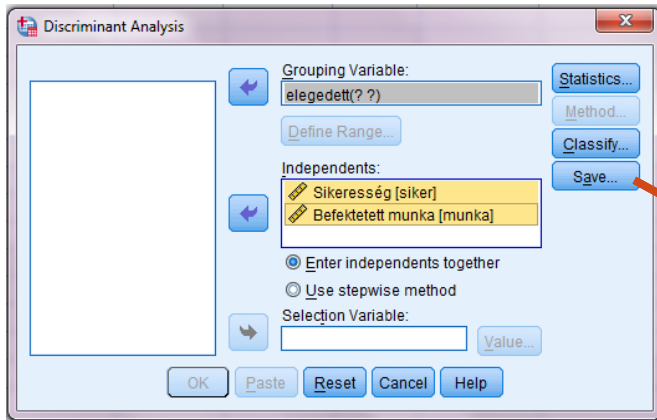 Discriminant Analysis
Grouping Variable:
elegedett(? ?)
Define Range...
Independents:
Sikeresség [siker]
Befektetett munka [munka]
Enter independents together
Use stepwise method
Selection Variable:
Value...
Statistics...
Method...
Classify...
Save...
OK Paste Reset Cancel Help